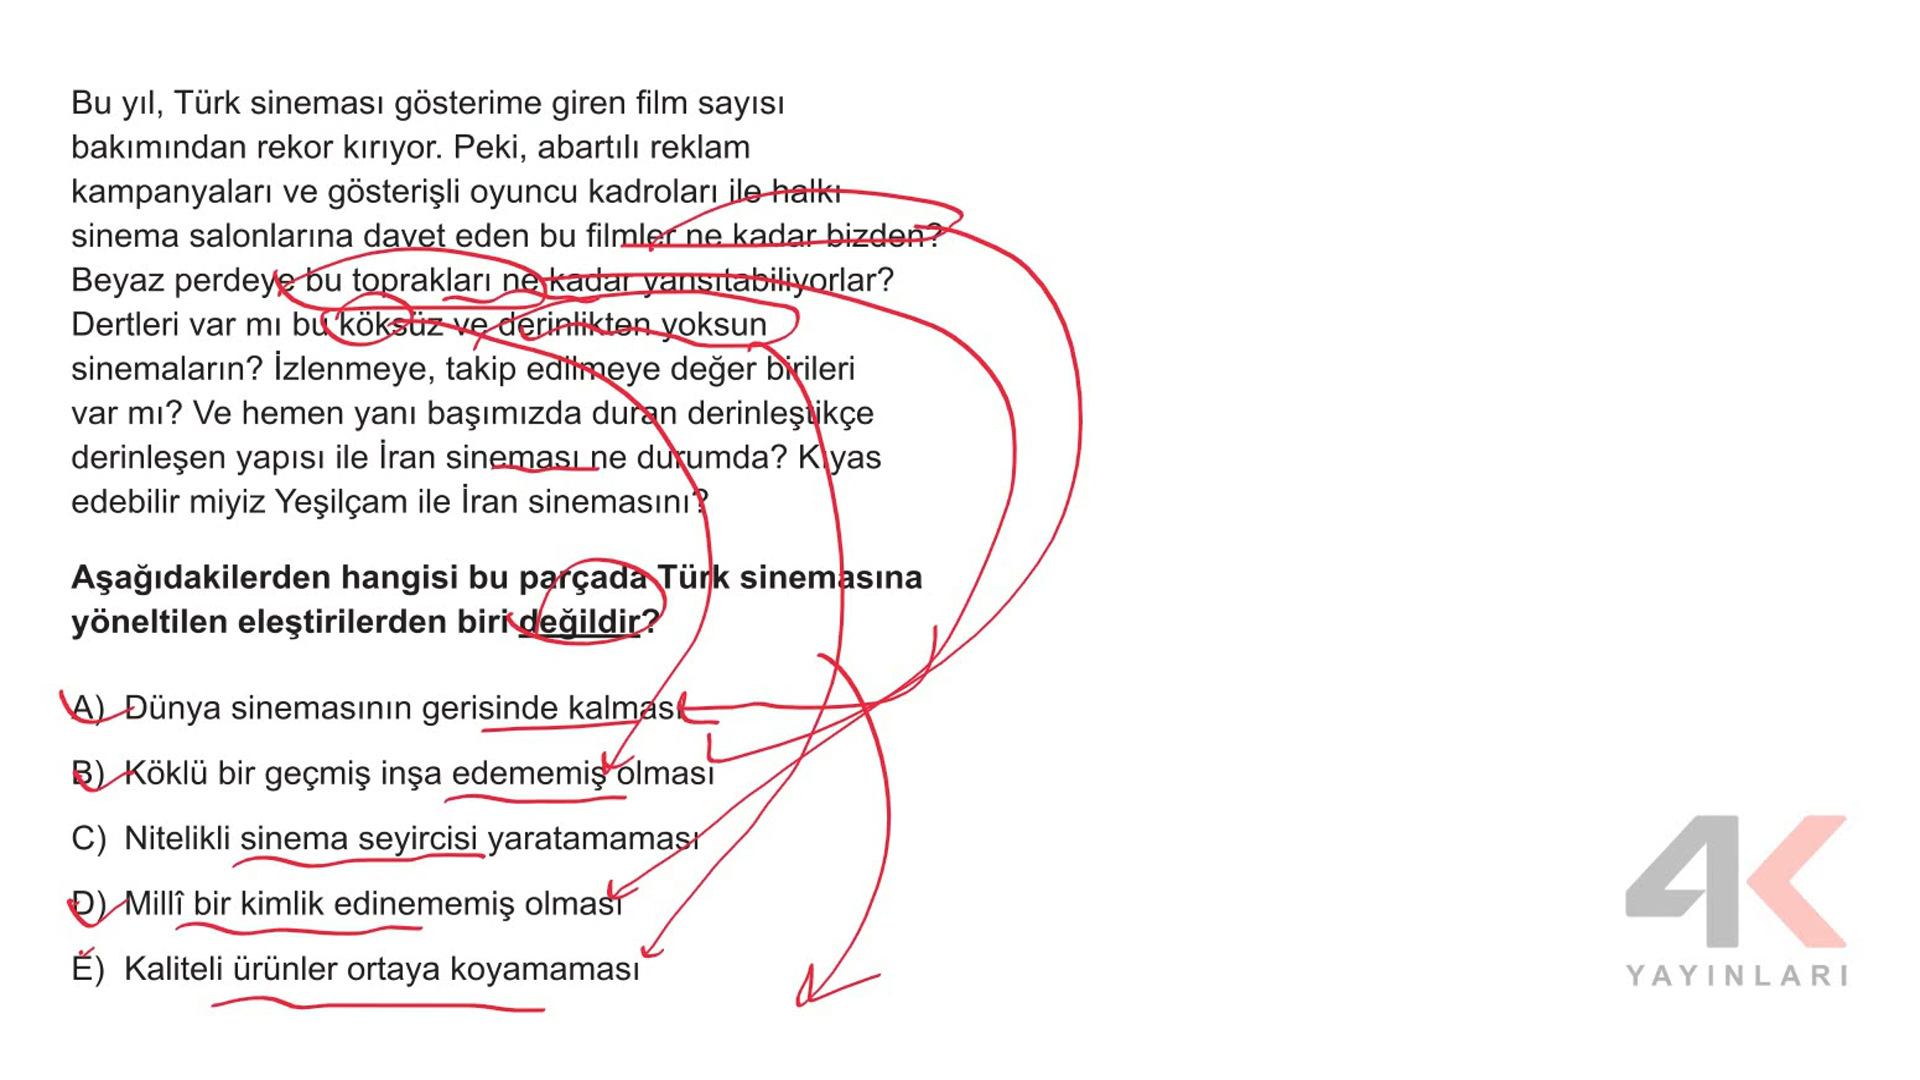 Bu yıl, Türk sineması gösterime giren film sayısı
bakımından rekor kırıyor. Peki, abartılı reklam
kampanyaları ve gösterişli oyuncu kadroları ile halkı
sinema salonlarına davet eden bu filmler ne kadar bizden?
Beyaz perdeye bu toprakları ne kadar yansıtabiliyorlar?
Dertleri var mı bu köksüz ve derinlikten yoksun
sinemaların? İzlenmeye, takip edilmeye değer birileri
var mı? Ve hemen yanı başımızda duran derinleştikçe
derinleşen yapısı ile İran sineması ne durumda? Kıyas
edebilir miyiz Yeşilçam ile İran sinemasını?
Aşağıdakilerden hangisi bu parçada Türk sinemasına
yöneltilen eleştirilerden biri değildir?
A) Dünya sinemasının gerisinde kalması
B) Köklü bir geçmiş inşa edememiş olması
C) Nitelikli sinema seyircisi yaratamaması
D) Millî bir kimlik edinememiş olması
E) Kaliteli ürünler ortaya koyamaması
4K
YAYINLARI